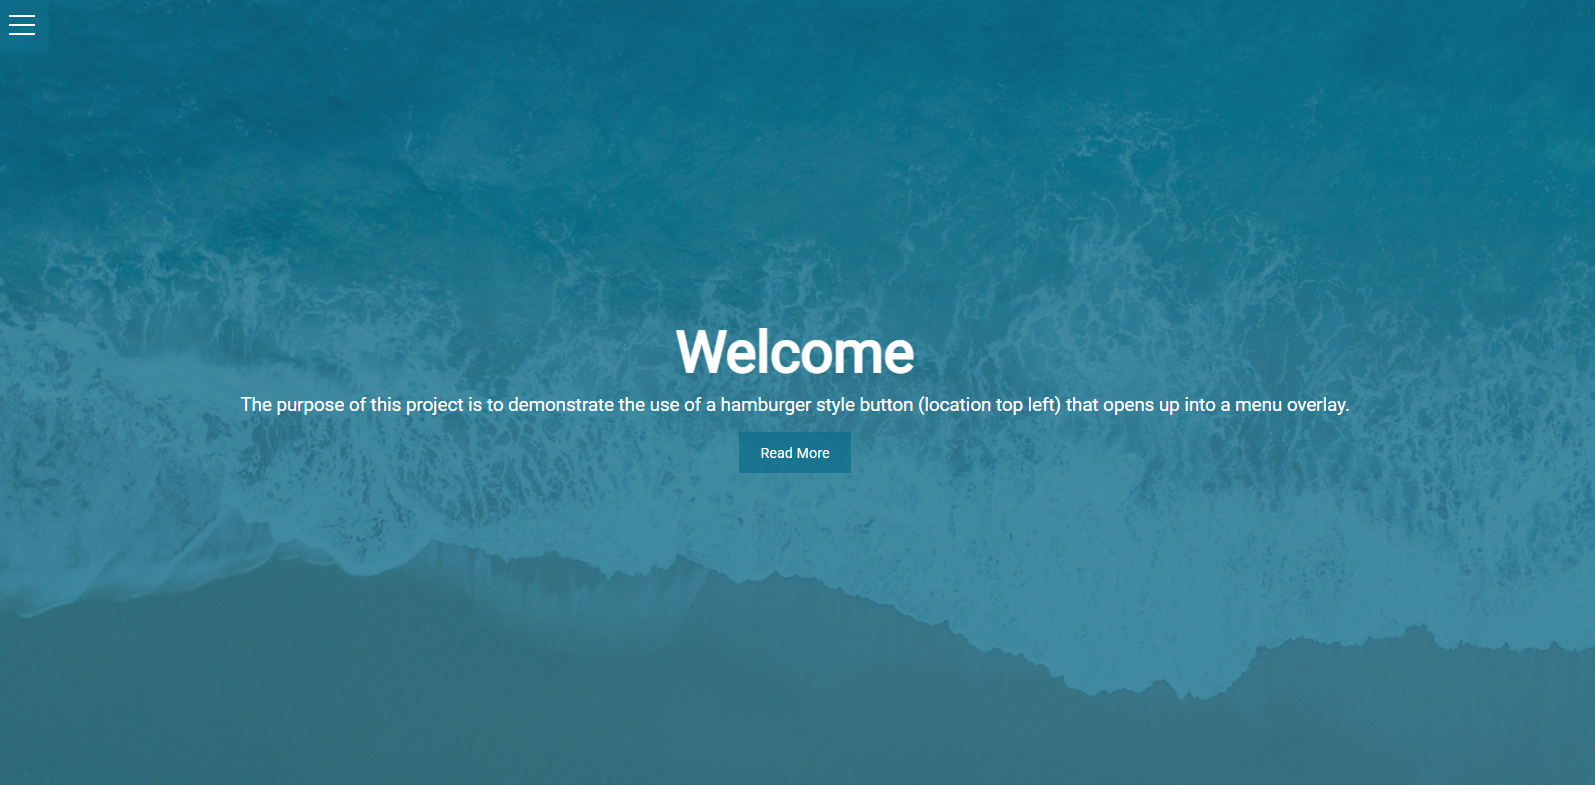 Welcome
The purpose of this project is to demonstrate the use of a hamburger style button (location top left) that opens up into a menu overlay.
Read More